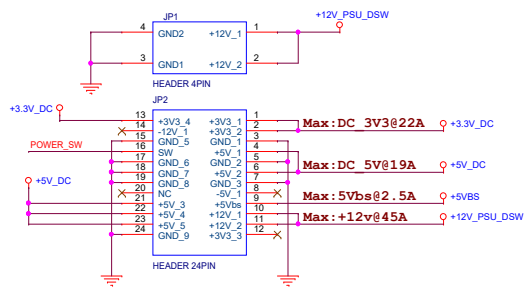 JP1
+12V_PSU_DSW
4 GND2 +12V_1 1
3 GND1 +12V_2 2
HEADER 4PIN
JP2
+3.3V_DC 13 +3V3_4 +3V3_1 1 Max:DC_3V3@22A +3.3V_DC
14 -12V_1 +3V3_2 2
15 GND_5 GND_1 3
POWER_SW 16 SW +5V_1 4
17 GND_6 GND_2 5
18 GND_7 +5V_2 6 Max:DC_5V@19A +5V_DC
19 GND_8 GND_3 7
+5V_DC 20 NC -5V_1 8
21 +5V_3 +5Vbs 9 Max:5Vbs@2.5A +5VBS
22 +5V_4 +12V_1 10
23 +5V_5 +12V_2 11 Max:+12v@45A +12V_PSU_DSW
24 GND_9 +3V3_3 12
HEADER 24PIN